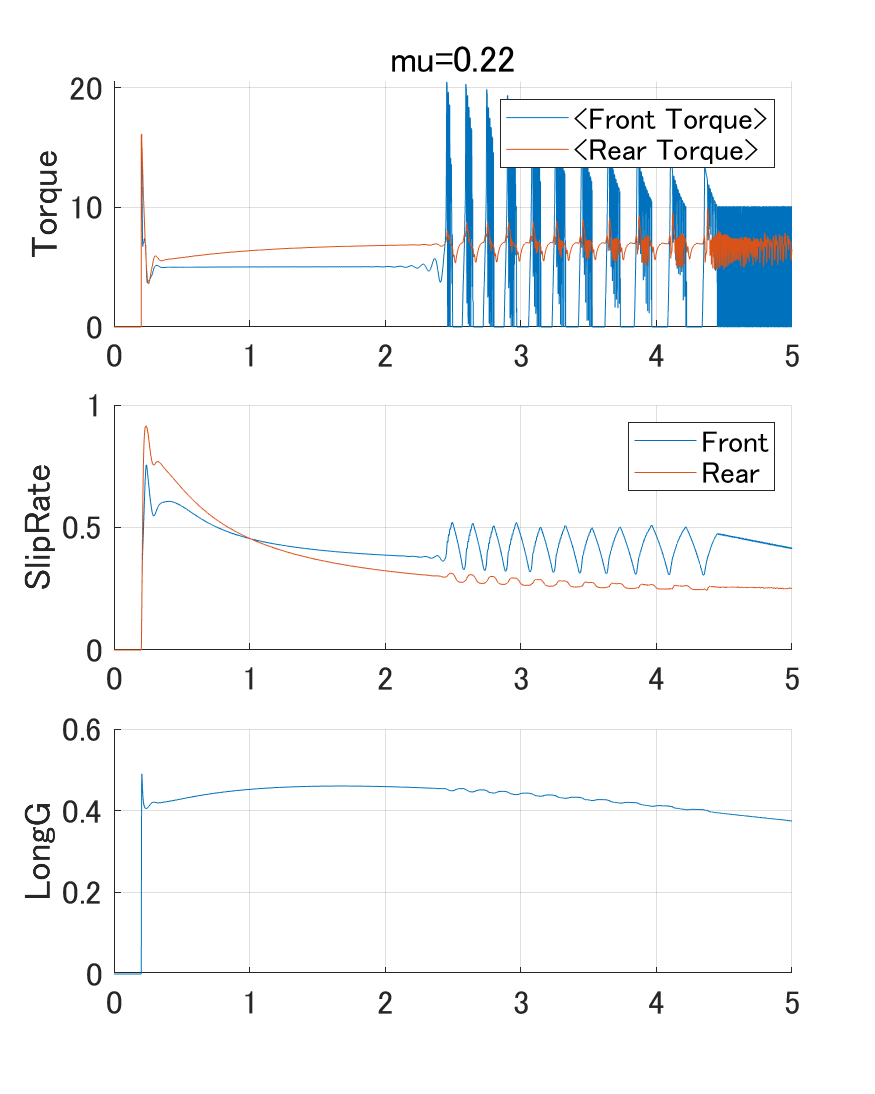 mu=0.22
Torque
20
10
0
<Front Torque>
<Rear Torque>
0 1 2 3 4 5
SlipRate
1
0.5
0
Front
Rear
0 1 2 3 4 5
LongG
0.6
0.4
0.2
0
0 1 2 3 4 5